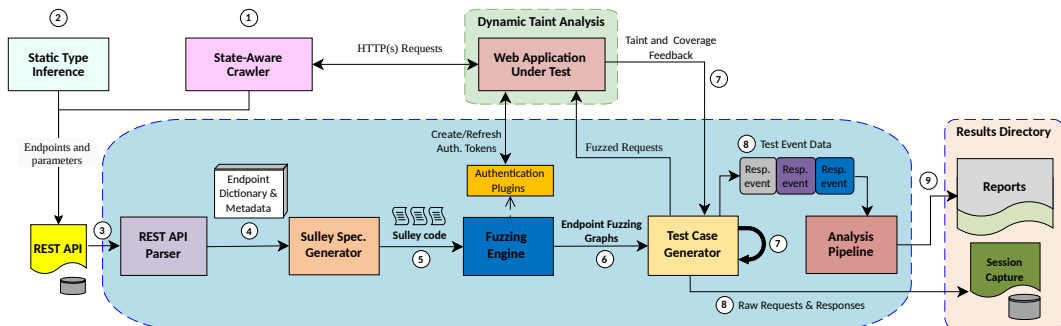 2
1
Dynamic Taint Analysis
Static Type
Inference
State-Aware
Crawler
HTTP(s) Requests
Web Application
Under Test
Taint and Coverage
Feedback
7
Endpoints and
parameters
Create/Refresh
Auth. Tokens
Fuzzed Requests
8 Test Event Data
Results Directory
Endpoint
Dictionary &
Metadata
Authentication
Plugins
Resp.
event
Resp.
event
Resp.
event
9
Reports
3
REST API
REST API
Parser
4
Sulley Spec.
Generator
Sulley code
5
Fuzzing
Engine
Endpoint Fuzzing
Graphs
6
Test Case
Generator
7
Analysis
Pipeline
Session
Capture
8 Raw Requests & Responses